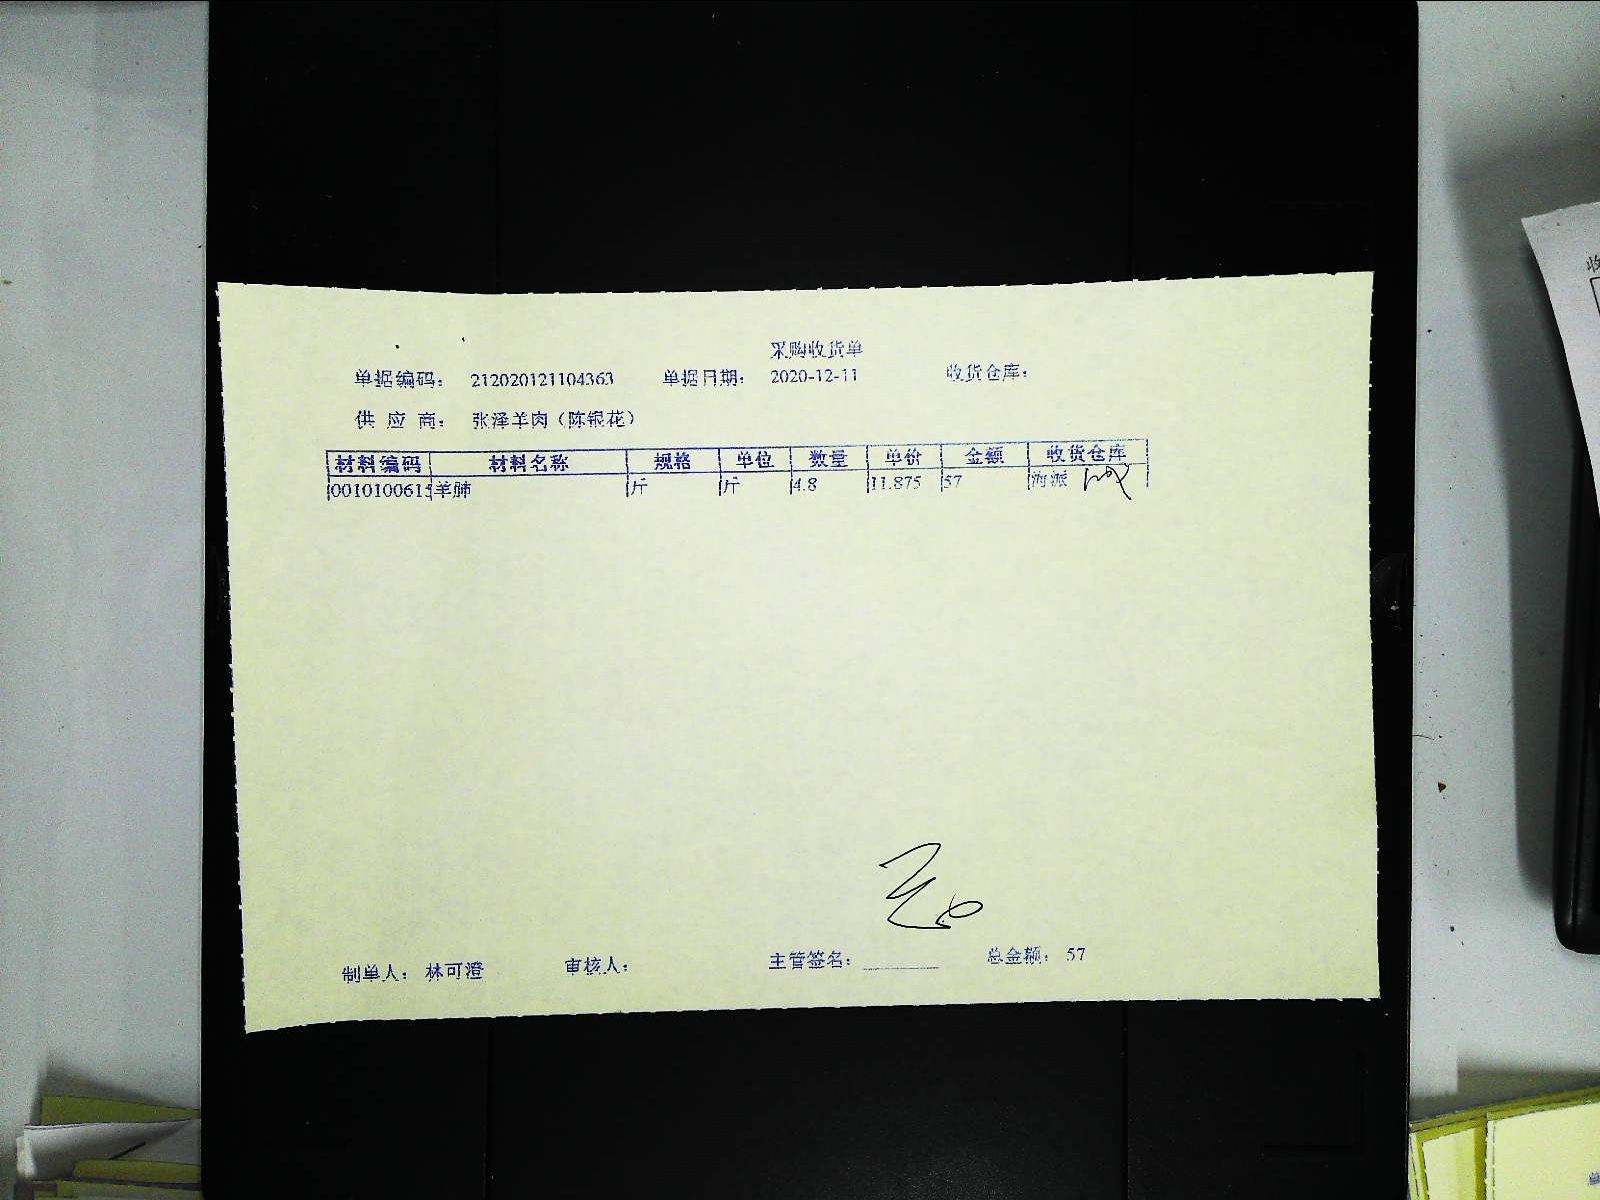 采购收货单
单据编码: 212020121104363 单据日期: 2020-12-11 收货仓库:
供 应 商: 张泽羊肉（陈银花）
材料编码 材料名称 规格 单位 数量 单价 金额 收货仓库
0010100615 羊肺 斤 斤 4.8 11.875 57 海派
制单人: 林可澄 审核人: 主管签名: 总金额: 57